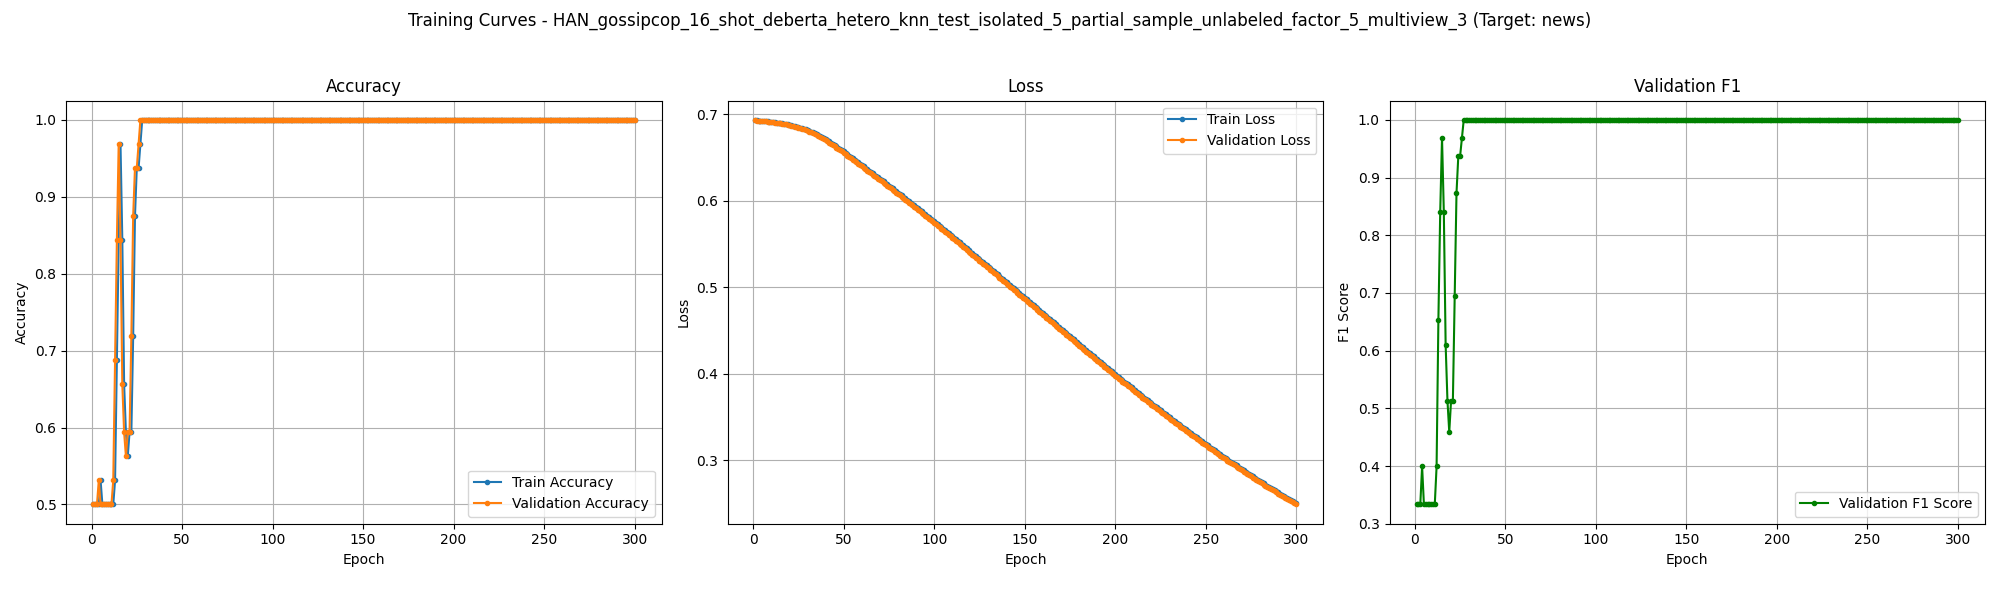 Training Curves - HAN_gossipcop_16_shot_deberta_hetero_knn_test_isolated_5_partial_sample_unlabeled_factor_5_multiview_3 (Target: news)
Accuracy
1.0
0.9
0.8
0.7
0.6
0.5
Accuracy
0 50 100 150 200 250 300
Epoch
Train Accuracy
Validation Accuracy
Loss
0.7
0.6
0.5
0.4
0.3
Loss
0 50 100 150 200 250 300
Epoch
Train Loss
Validation Loss
Validation F1
1.0
0.9
0.8
0.7
0.6
0.5
0.4
0.3
F1 Score
0 50 100 150 200 250 300
Epoch
Validation F1 Score